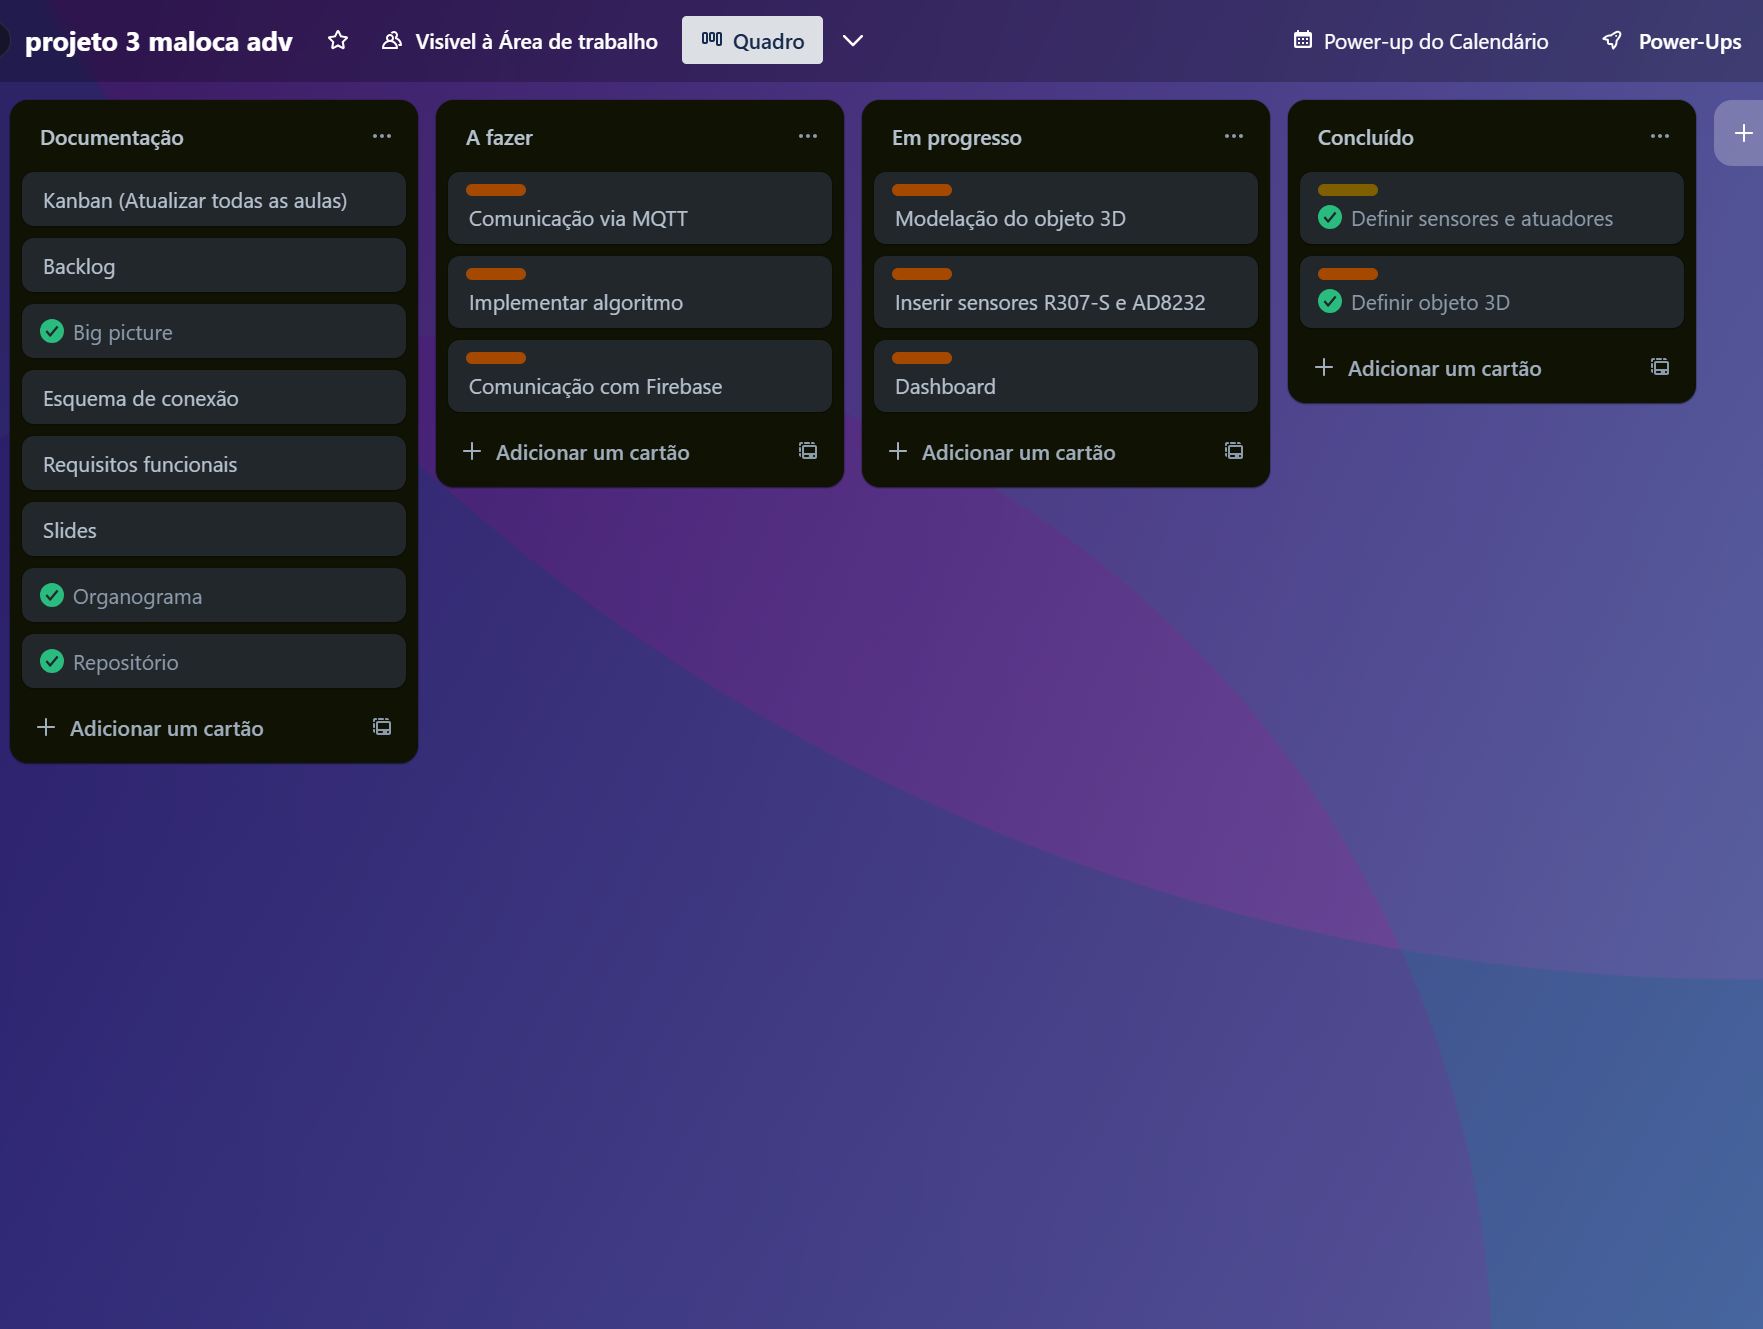 projeto 3 maloca adv
Visível à Área de trabalho
Quadro
Power-up do Calendário
Power-Ups
Documentação
Kanban (Atualizar todas as aulas)
Backlog
Big picture
Esquema de conexão
Requisitos funcionais
Slides
Organograma
Repositório
Adicionar um cartão
A fazer
Comunicação via MQTT
Implementar algoritmo
Comunicação com Firebase
Adicionar um cartão
Em progresso
Modelação do objeto 3D
Inserir sensores R307-S e AD8232
Dashboard
Adicionar um cartão
Concluído
Definir sensores e atuadores
Definir objeto 3D
Adicionar um cartão